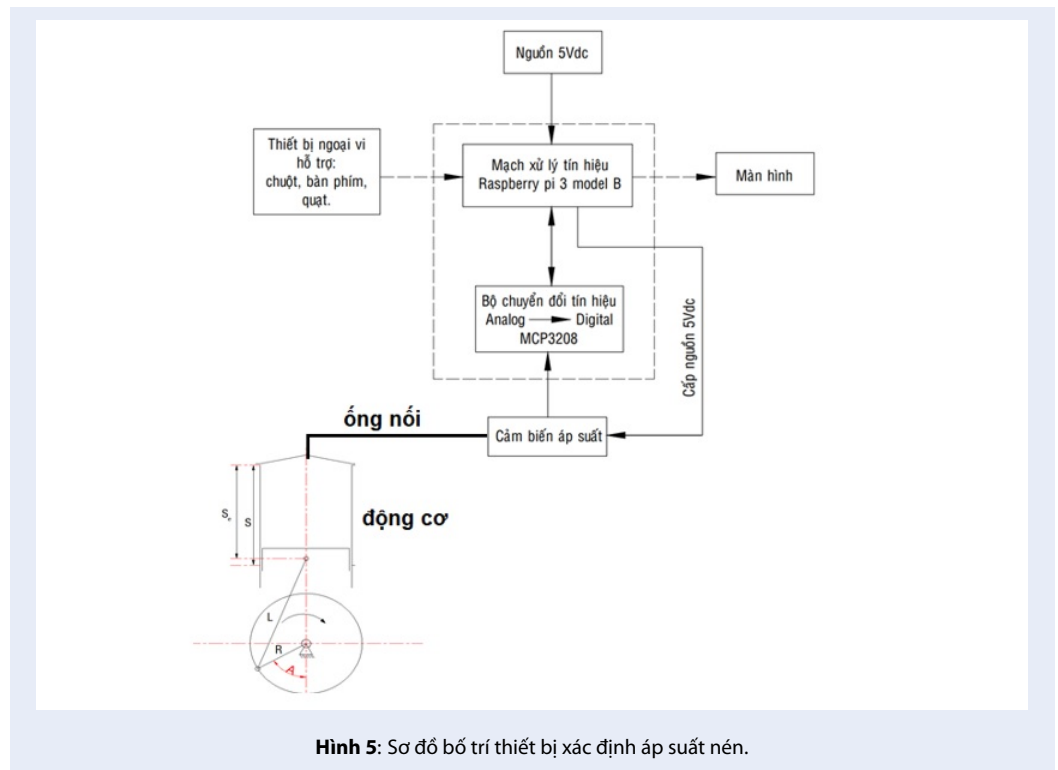 Nguồn 5Vdc
Thiết bị ngoại vi
hỗ trợ:
chuột, bàn phím,
quạt.
Mạch xử lý tín hiệu
Raspberry pi 3 model B
Màn hình
Bộ chuyển đổi tín hiệu
Analog Digital
MCP3208
Cấp nguồn 5Vdc
ống nối
Cảm biến áp suất
động cơ
Sₑ
S
L
R
A
Hình 5: Sơ đồ bố trí thiết bị xác định áp suất nén.